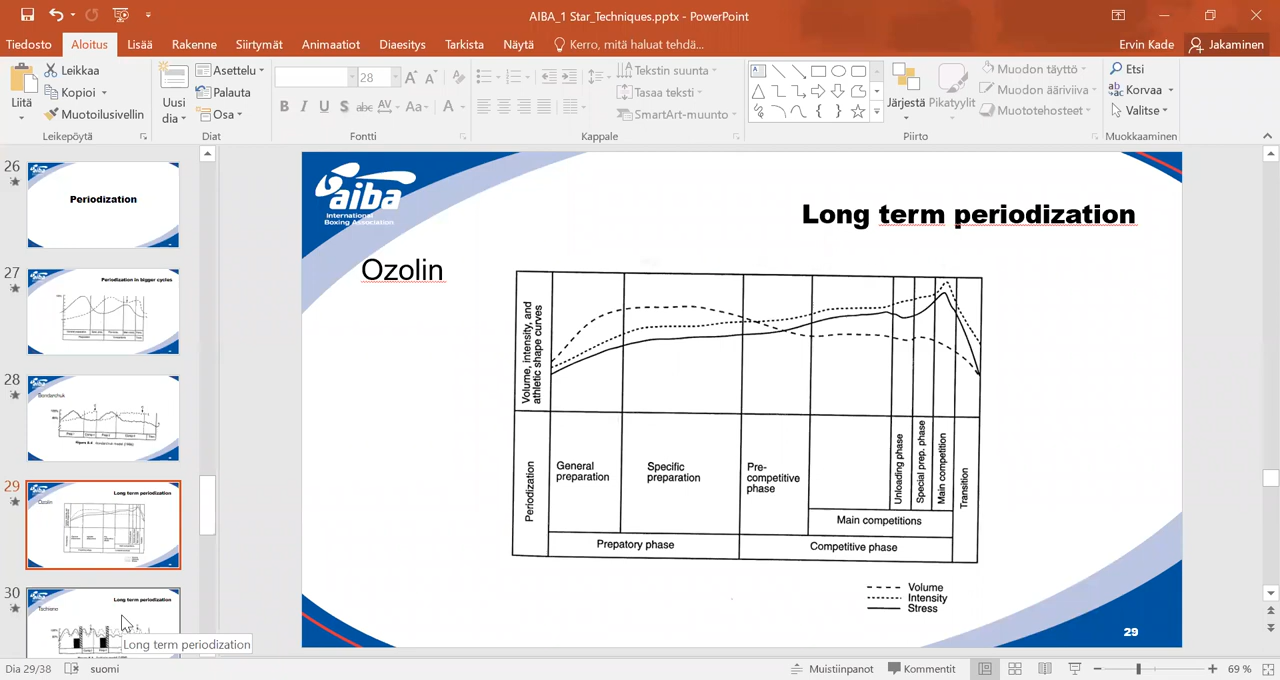 AIBA_1 Star_Techniques.pptx - PowerPoint
Tiedosto Aloitus Lisää Rakenne Siirtymät Animaatiot Diaesitys Tarkista Näytä Kerro, mitä haluat tehdä... Ervin Kade Jakaminen
Liitä
Leikkaa
Kopioi
Muotoilusivellin
Leikepöytä
Uusi
dia
Asettelu
Palauta
Osa
Diat
28
B I U S abc AV Aa A
Fontti
Tekstin suunta
Tasaa teksti
SmartArt-muunto
Kappale
Järjestä
Pikatyylit
Muodon täyttö
Muodon ääriviiva
Muototehosteet
Piirto
Etsi
Korvaa
Valitse
Muokkaaminen
26
Periodization
27
Periodization in bigger cycles
28
Bondarchuk
29
Long term periodization
Ozolin
30
Long term periodization
Tschiene
Long term periodization
aiba
International
Boxing Association
Long term periodization
Ozolin
Volume, intensity, and
athletic shape curves
Periodization
General
preparation
Specific
preparation
Pre-
competitive
phase
Unloading phase
Special prep. phase
Main competition
Transition
Main competitions
Prepatory phase
Competitive phase
Volume
Intensity
Stress
29
Dia 29/38 suomi Muistiinpanot Kommentit 69 %